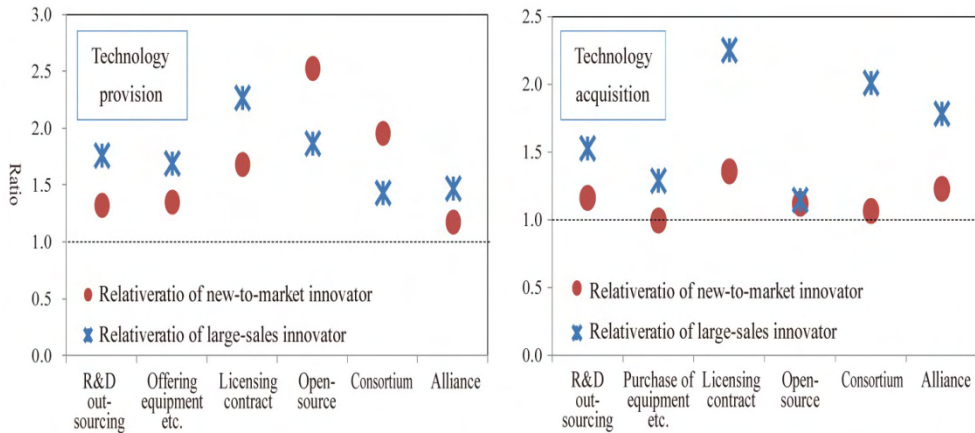 3.0
2.5
2.0
1.5
1.0
0.5
0.0
Ratio
Technology
provision
Relativeratio of new-to-market innovator
Relativeratio of large-sales innovator
R&D
out-
sourcing
Offering
equipment
etc.
Licensing
contract
Open-
source
Consortium
Alliance
2.5
2.0
1.5
1.0
0.5
0.0
Technology
acquisition
Relativeratio of new-to-market innovator
Relativeratio of large-sales innovator
R&D
out-
sourcing
Purchase of
equipment
etc.
Licensing
contract
Open-
source
Consortium
Alliance